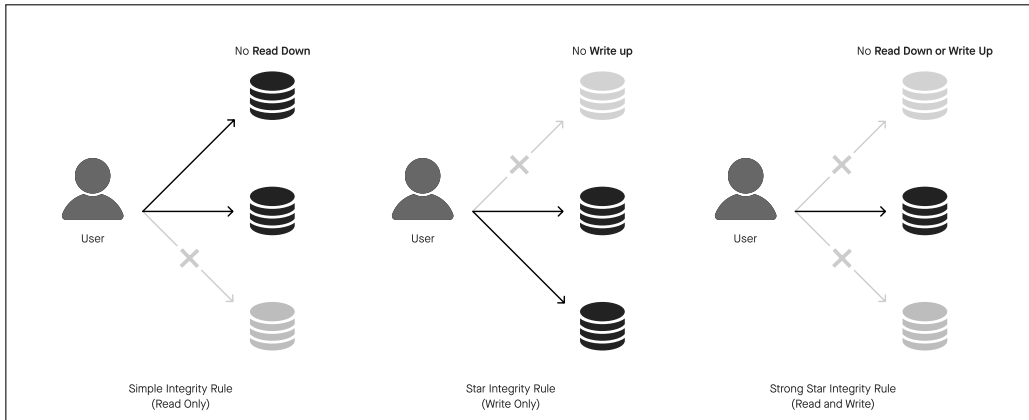 No Read Down
No Write up
No Read Down or Write Up
User
User
User
Simple Integrity Rule
(Read Only)
Star Integrity Rule
(Write Only)
Strong Star Integrity Rule
(Read and Write)